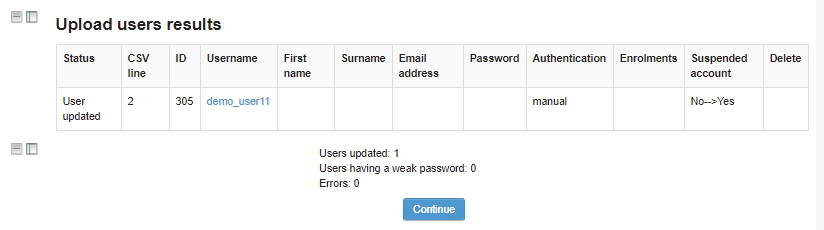 Upload users results
Status CSV line ID Username First name Surname Email address Password Authentication Enrolments Suspended account Delete
User updated 2 305 demo_user11 manual No-->Yes
Users updated: 1
Users having a weak password: 0
Errors: 0
Continue